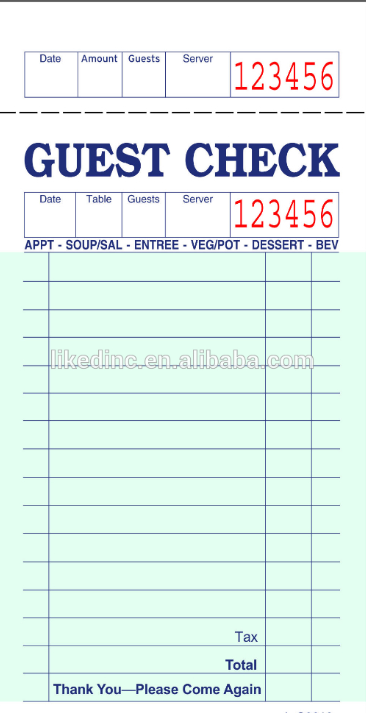 Date Amount Guests Server 123456
GUEST CHECK
Date Table Guests Server 123456
APPT - SOUP/SAL - ENTREE - VEG/POT - DESSERT - BEV
likedinc.en.alibaba.com
Tax
Total
Thank You—Please Come Again